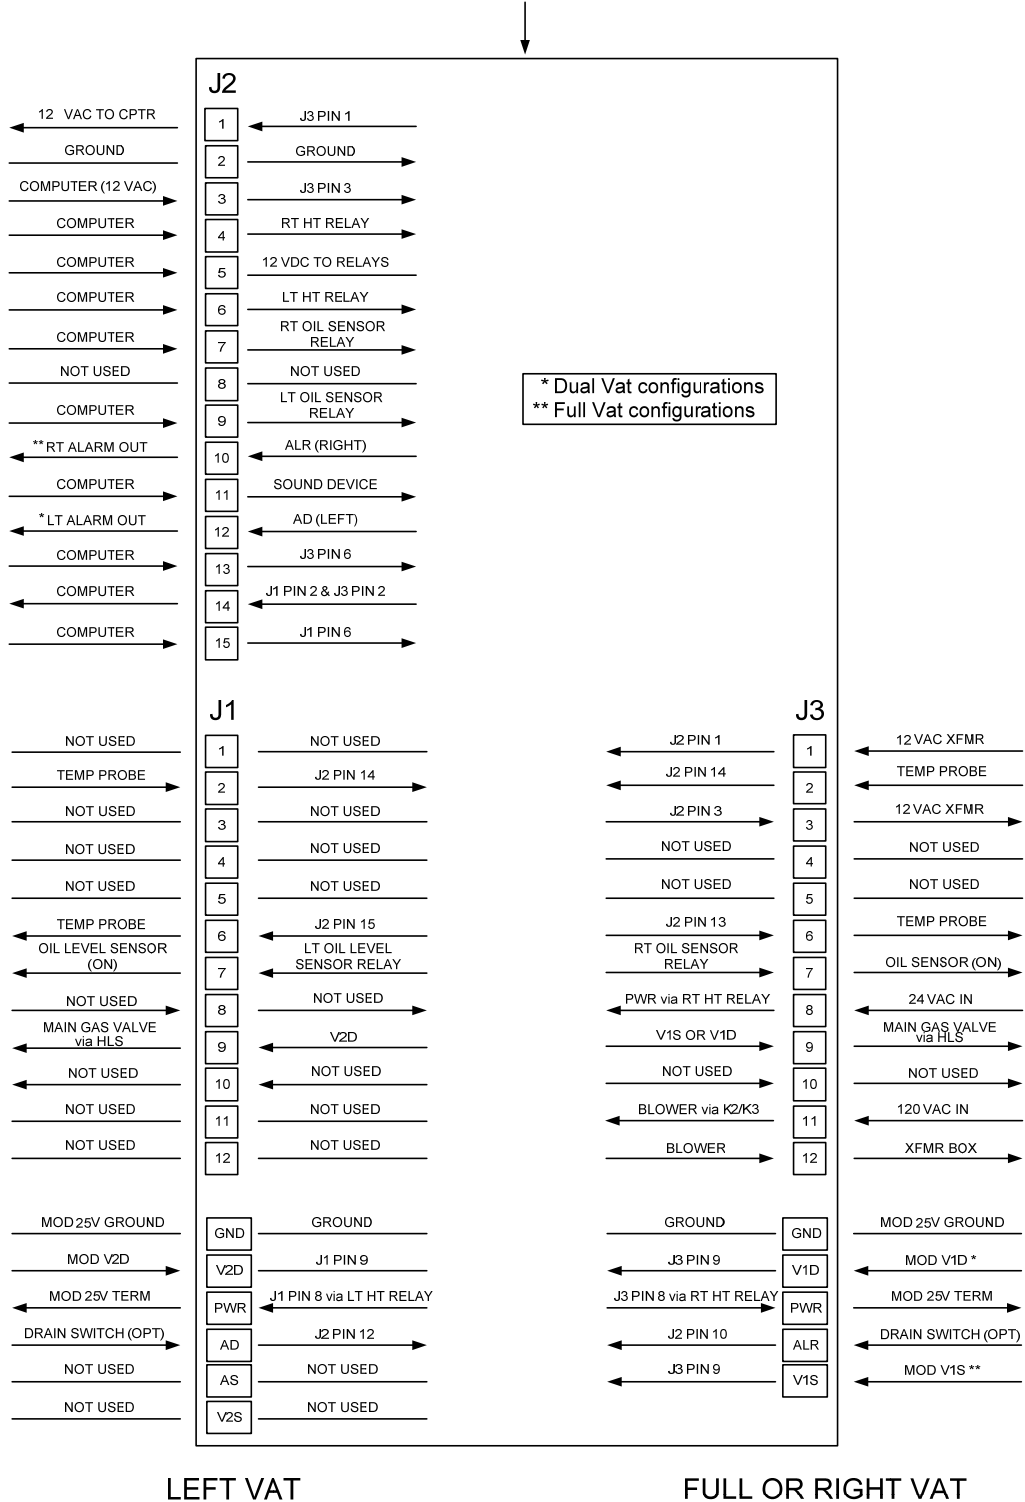 J2
12 VAC TO CPTR 1 J3 PIN 1
GROUND 2 GROUND
COMPUTER (12 VAC) 3 J3 PIN 3
COMPUTER 4 RT HT RELAY
COMPUTER 5 12 VDC TO RELAYS
COMPUTER 6 LT HT RELAY
COMPUTER 7 RT OIL SENSOR
RELAY
NOT USED 8 NOT USED
COMPUTER 9 LT OIL SENSOR
RELAY
** RT ALARM OUT 10 ALR (RIGHT)
COMPUTER 11 SOUND DEVICE
* LT ALARM OUT 12 AD (LEFT)
COMPUTER 13 J3 PIN 6
COMPUTER 14 J1 PIN 2 & J3 PIN 2
COMPUTER 15 J1 PIN 6
* Dual Vat configurations
** Full Vat configurations
J1
NOT USED 1 NOT USED
TEMP PROBE 2 J2 PIN 14
NOT USED 3 NOT USED
NOT USED 4 NOT USED
NOT USED 5 NOT USED
TEMP PROBE 6 J2 PIN 15
OIL LEVEL SENSOR
(ON) 7 LT OIL LEVEL
SENSOR RELAY
NOT USED 8 NOT USED
MAIN GAS VALVE
via HLS 9 V2D
NOT USED 10 NOT USED
NOT USED 11 NOT USED
NOT USED 12 NOT USED
MOD 25V GROUND GND GROUND
MOD V2D V2D J1 PIN 9
MOD 25V TERM PWR J1 PIN 8 via LT HT RELAY
DRAIN SWITCH (OPT) AD J2 PIN 12
NOT USED AS NOT USED
NOT USED V2S NOT USED
J3
J2 PIN 1 1 12 VAC XFMR
J2 PIN 14 2 TEMP PROBE
J2 PIN 3 3 12 VAC XFMR
NOT USED 4 NOT USED
NOT USED 5 NOT USED
J2 PIN 13 6 TEMP PROBE
RT OIL SENSOR
RELAY 7 OIL SENSOR (ON)
PWR via RT HT RELAY 8 24 VAC IN
V1S OR V1D 9 MAIN GAS VALVE
via HLS
NOT USED 10 NOT USED
BLOWER via K2/K3 11 120 VAC IN
BLOWER 12 XFMR BOX
GROUND GND MOD 25V GROUND
J3 PIN 9 V1D MOD V1D *
J3 PIN 8 via RT HT RELAY PWR MOD 25V TERM
J2 PIN 10 ALR DRAIN SWITCH (OPT)
J3 PIN 9 V1S MOD V1S **
LEFT VAT
FULL OR RIGHT VAT